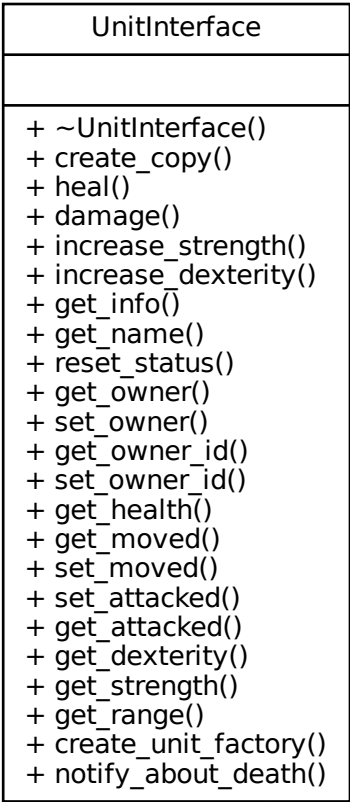 UnitInterface
+ ~UnitInterface()
+ create_copy()
+ heal()
+ damage()
+ increase_strength()
+ increase_dexterity()
+ get_info()
+ get_name()
+ reset_status()
+ get_owner()
+ set_owner()
+ get_owner_id()
+ set_owner_id()
+ get_health()
+ get_moved()
+ set_moved()
+ set_attacked()
+ get_attacked()
+ get_dexterity()
+ get_strength()
+ get_range()
+ create_unit_factory()
+ notify_about_death()